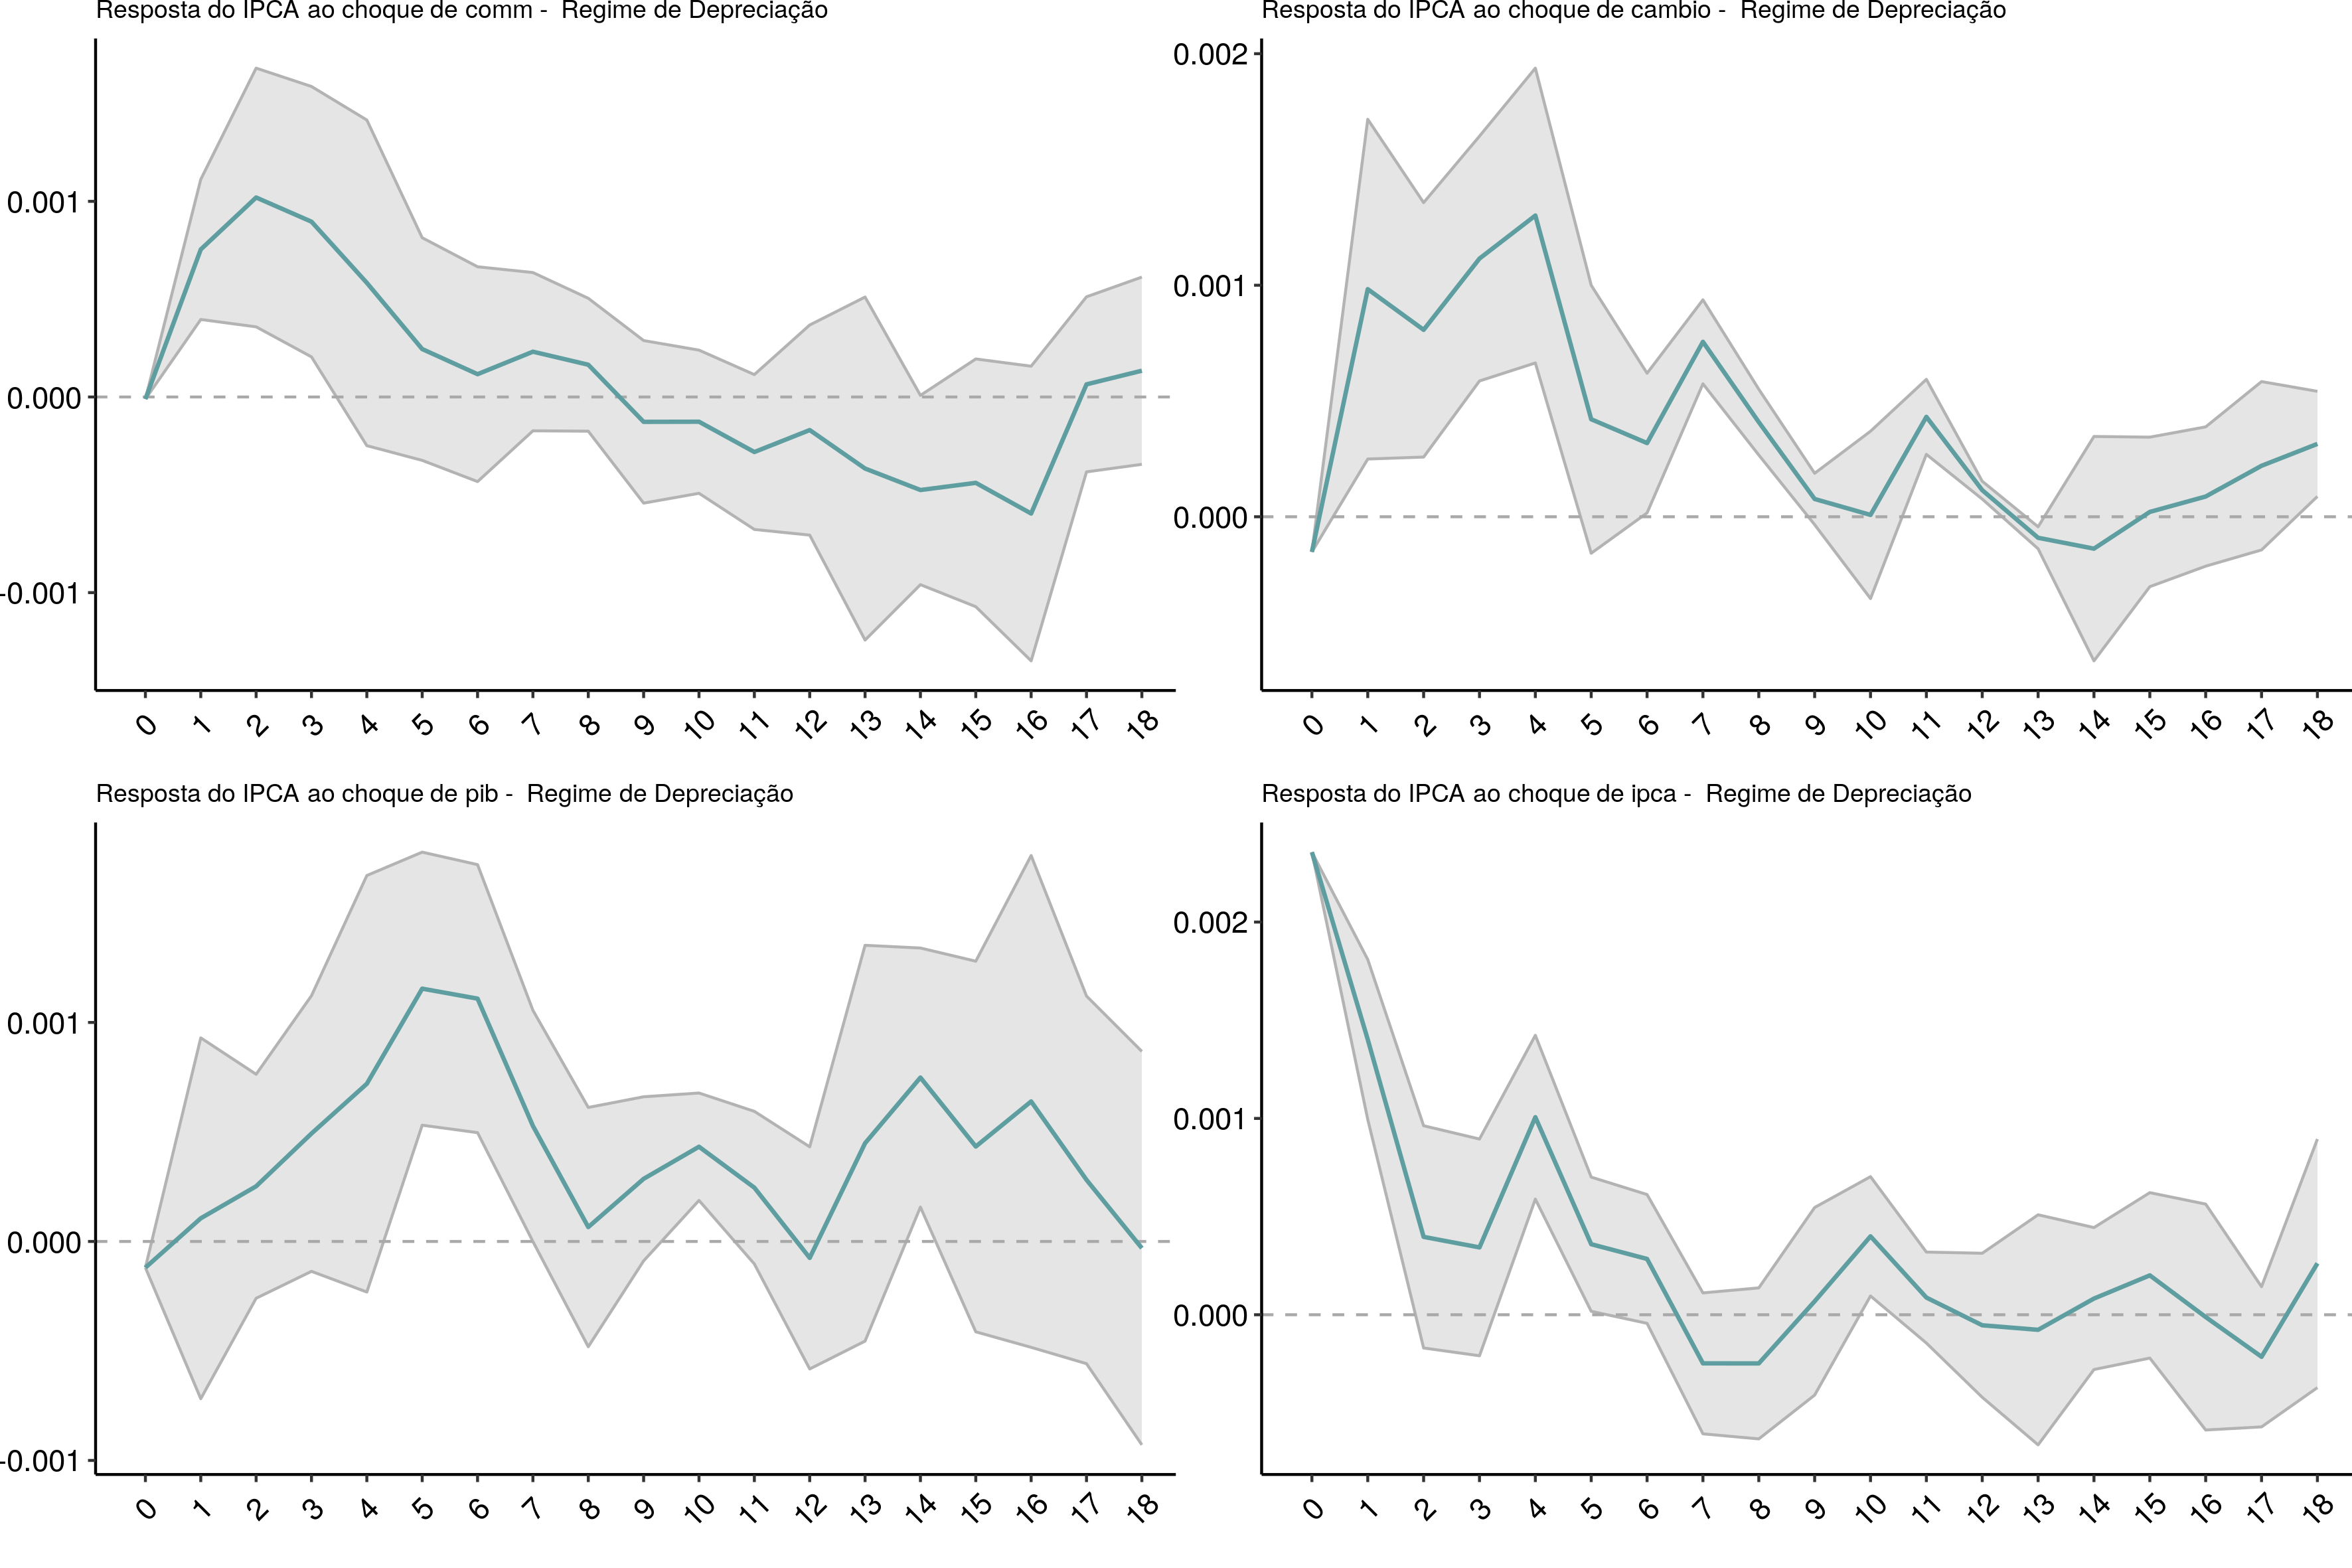 Resposta do IPCA ao choque de comm - Regime de Depreciação
0.001
0.000
-0.001
0 1 2 3 4 5 6 7 8 9 10 11 12 13 14 15 16 17 18
Resposta do IPCA ao choque de cambio - Regime de Depreciação
0.002
0.001
0.000
0 1 2 3 4 5 6 7 8 9 10 11 12 13 14 15 16 17 18
Resposta do IPCA ao choque de pib - Regime de Depreciação
0.001
0.000
-0.001
0 1 2 3 4 5 6 7 8 9 10 11 12 13 14 15 16 17 18
Resposta do IPCA ao choque de ipca - Regime de Depreciação
0.002
0.001
0.000
0 1 2 3 4 5 6 7 8 9 10 11 12 13 14 15 16 17 18